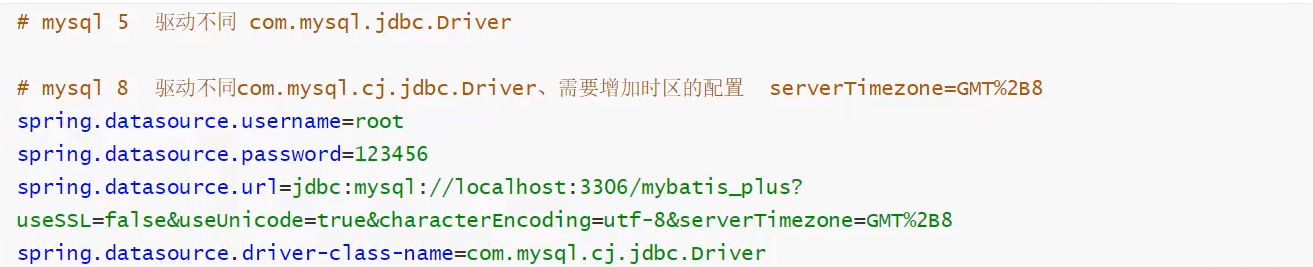 # mysql 5  驱动不同 com.mysql.jdbc.Driver
# mysql 8  驱动不同com.mysql.cj.jdbc.Driver、需要增加时区的配置  serverTimezone=GMT%2B8
spring.datasource.username=root
spring.datasource.password=123456
spring.datasource.url=jdbc:mysql://localhost:3306/mybatis_plus?
useSSL=false&useUnicode=true&characterEncoding=utf-8&serverTimezone=GMT%2B8
spring.datasource.driver-class-name=com.mysql.cj.jdbc.Driver